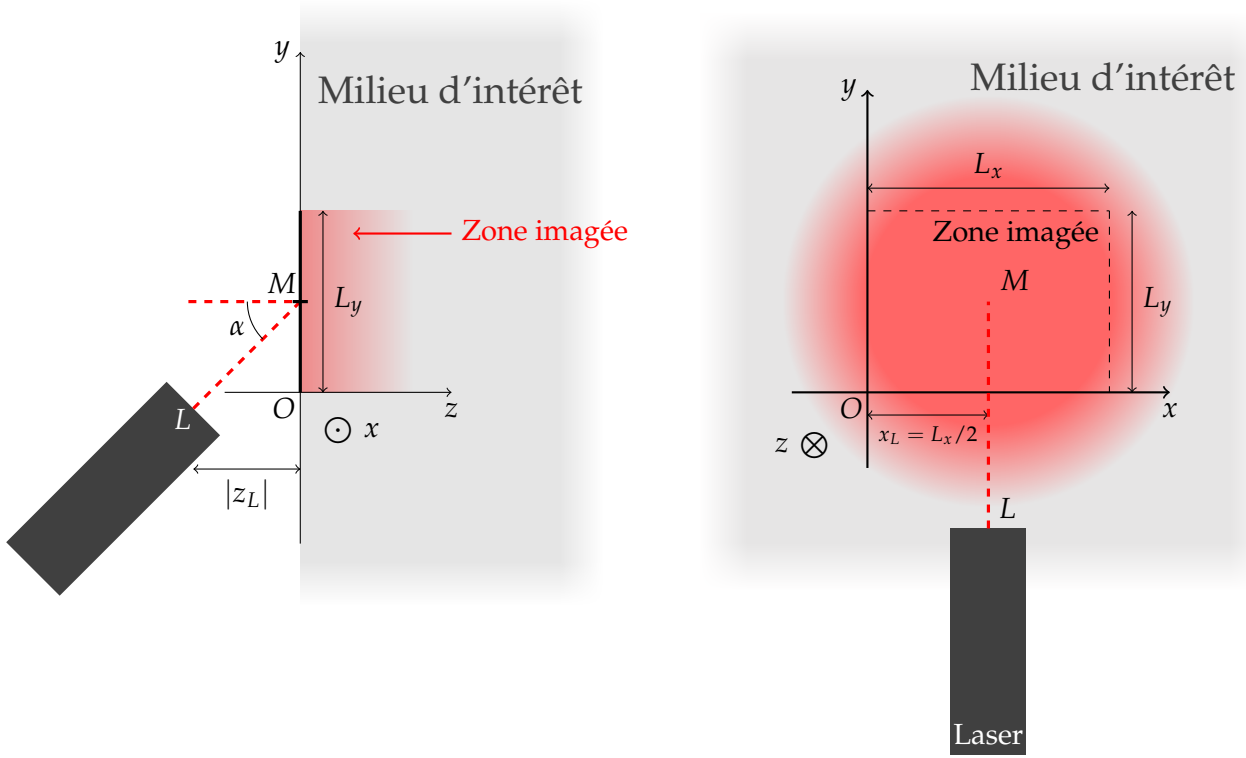 y
Milieu d'intérêt
Zone imagée
M
L_y
α
L
O
z
x
|z_L|
Milieu d'intérêt
y
L_x
Zone imagée
M
L_y
O
x
x_L = L_x/2
z
L
Laser